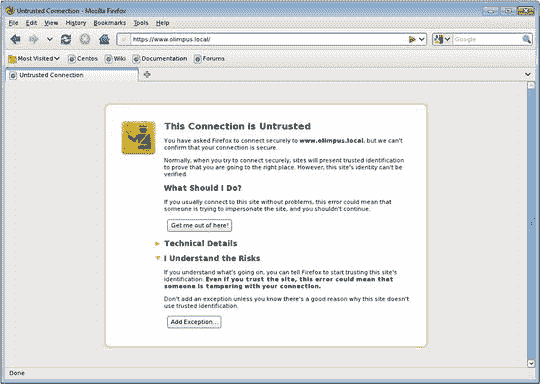 Untrusted Connection - Mozilla Firefox
File Edit View History Bookmarks Tools Help
https://www.olimpus.local/
Google
Most Visited Centos Wiki Documentation Forums
Untrusted Connection
This Connection is Untrusted
You have asked Firefox to connect securely to www.olimpus.local, but we can't
confirm that your connection is secure.
Normally, when you try to connect securely, sites will present trusted identification
to prove that you are going to the right place. However, this site's identity can't be
verified.
What Should I Do?
If you usually connect to this site without problems, this error could mean that
someone is trying to impersonate the site, and you shouldn't continue.
Get me out of here!
Technical Details
I Understand the Risks
If you understand what's going on, you can tell Firefox to start trusting this site's
identification. Even if you trust the site, this error could mean that
someone is tampering with your connection.
Don't add an exception unless you know there's a good reason why this site doesn't
use trusted identification.
Add Exception...
Done